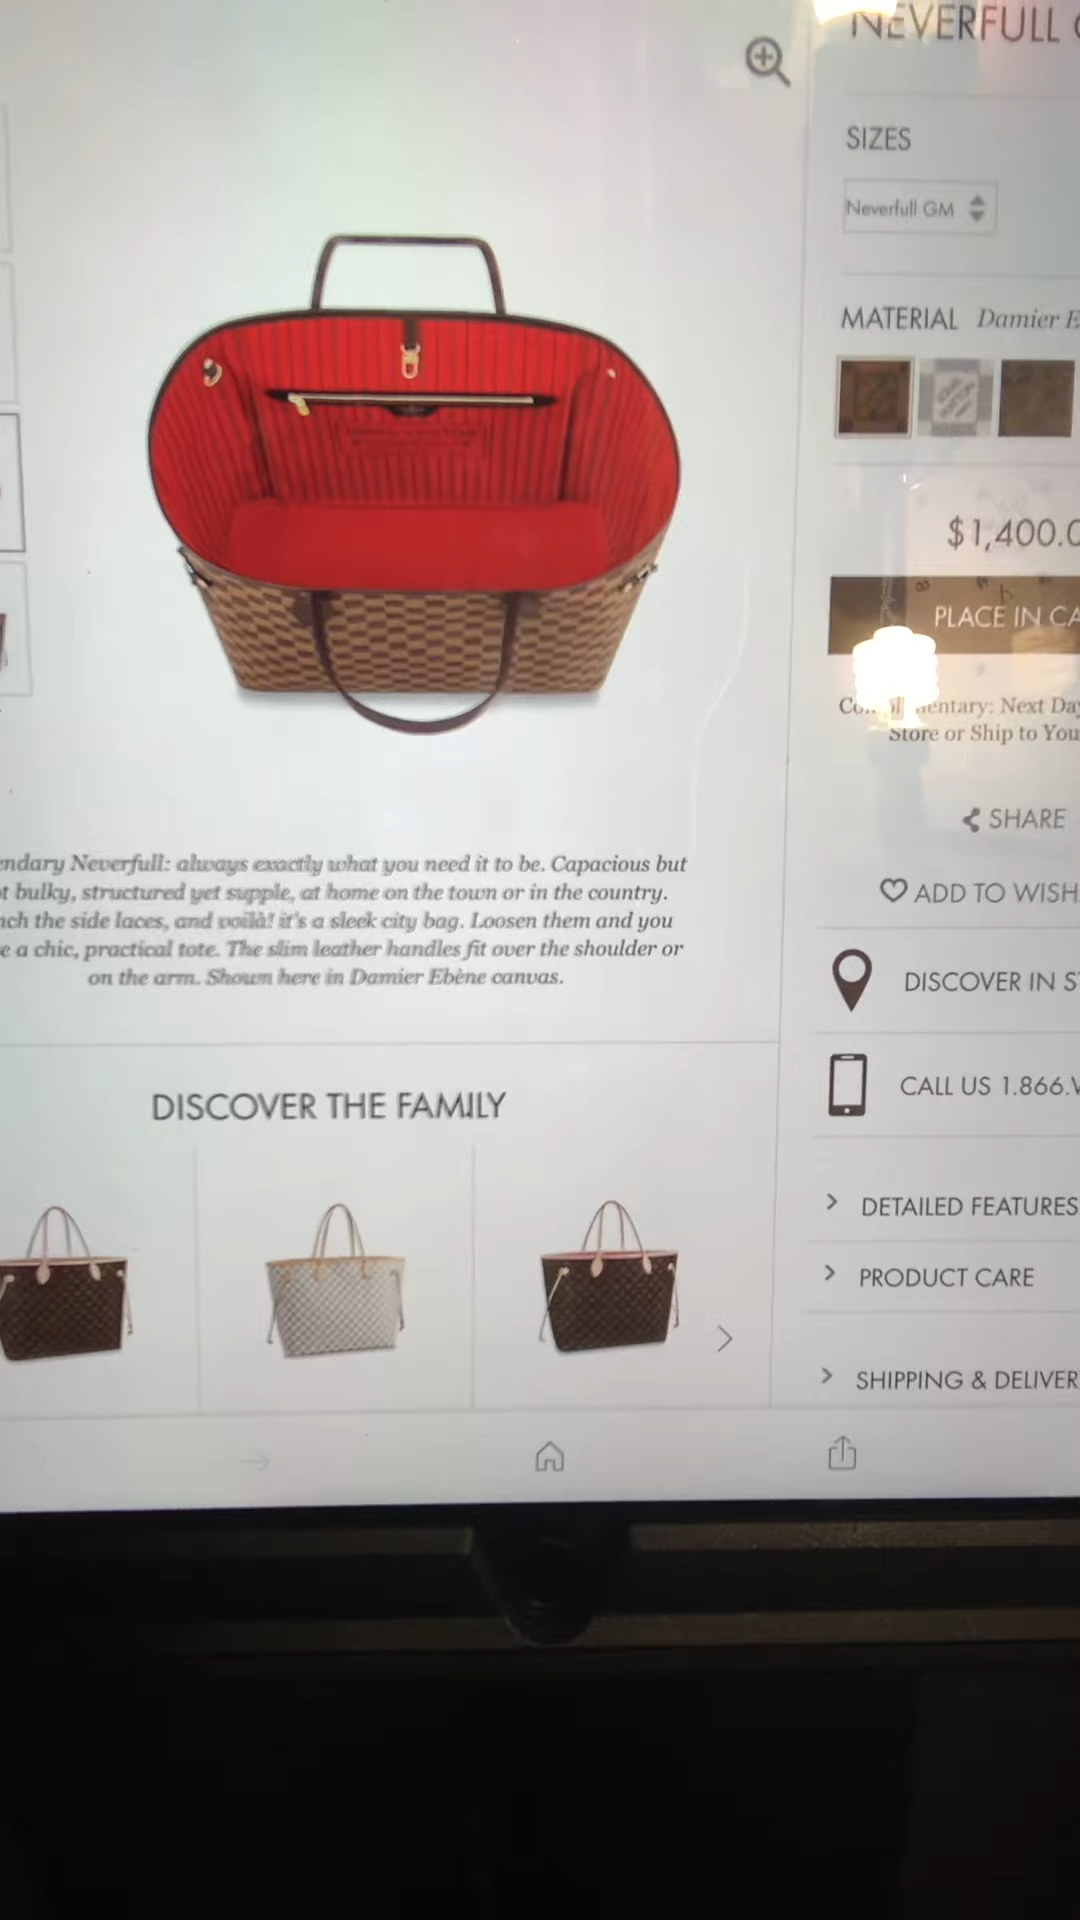 NEVERFULL
SIZES
Neverfull GM
MATERIAL Damier E
$1,400.0
PLACE IN CA
entary: Next Day
Store or Ship to You
SHARE
ADD TO WISH
DISCOVER IN S
CALL US 1.866.V
DETAILED FEATURES
PRODUCT CARE
SHIPPING & DELIVER
endary Neverfull: always exactly what you need it to be. Capacious but
t bulky, structured yet supple, at home on the town or in the country.
nch the side laces, and voilà! it's a sleek city bag. Loosen them and you
e a chic, practical tote. The slim leather handles fit over the shoulder or
on the arm. Shown here in Damier Ebène canvas.
DISCOVER THE FAMILY